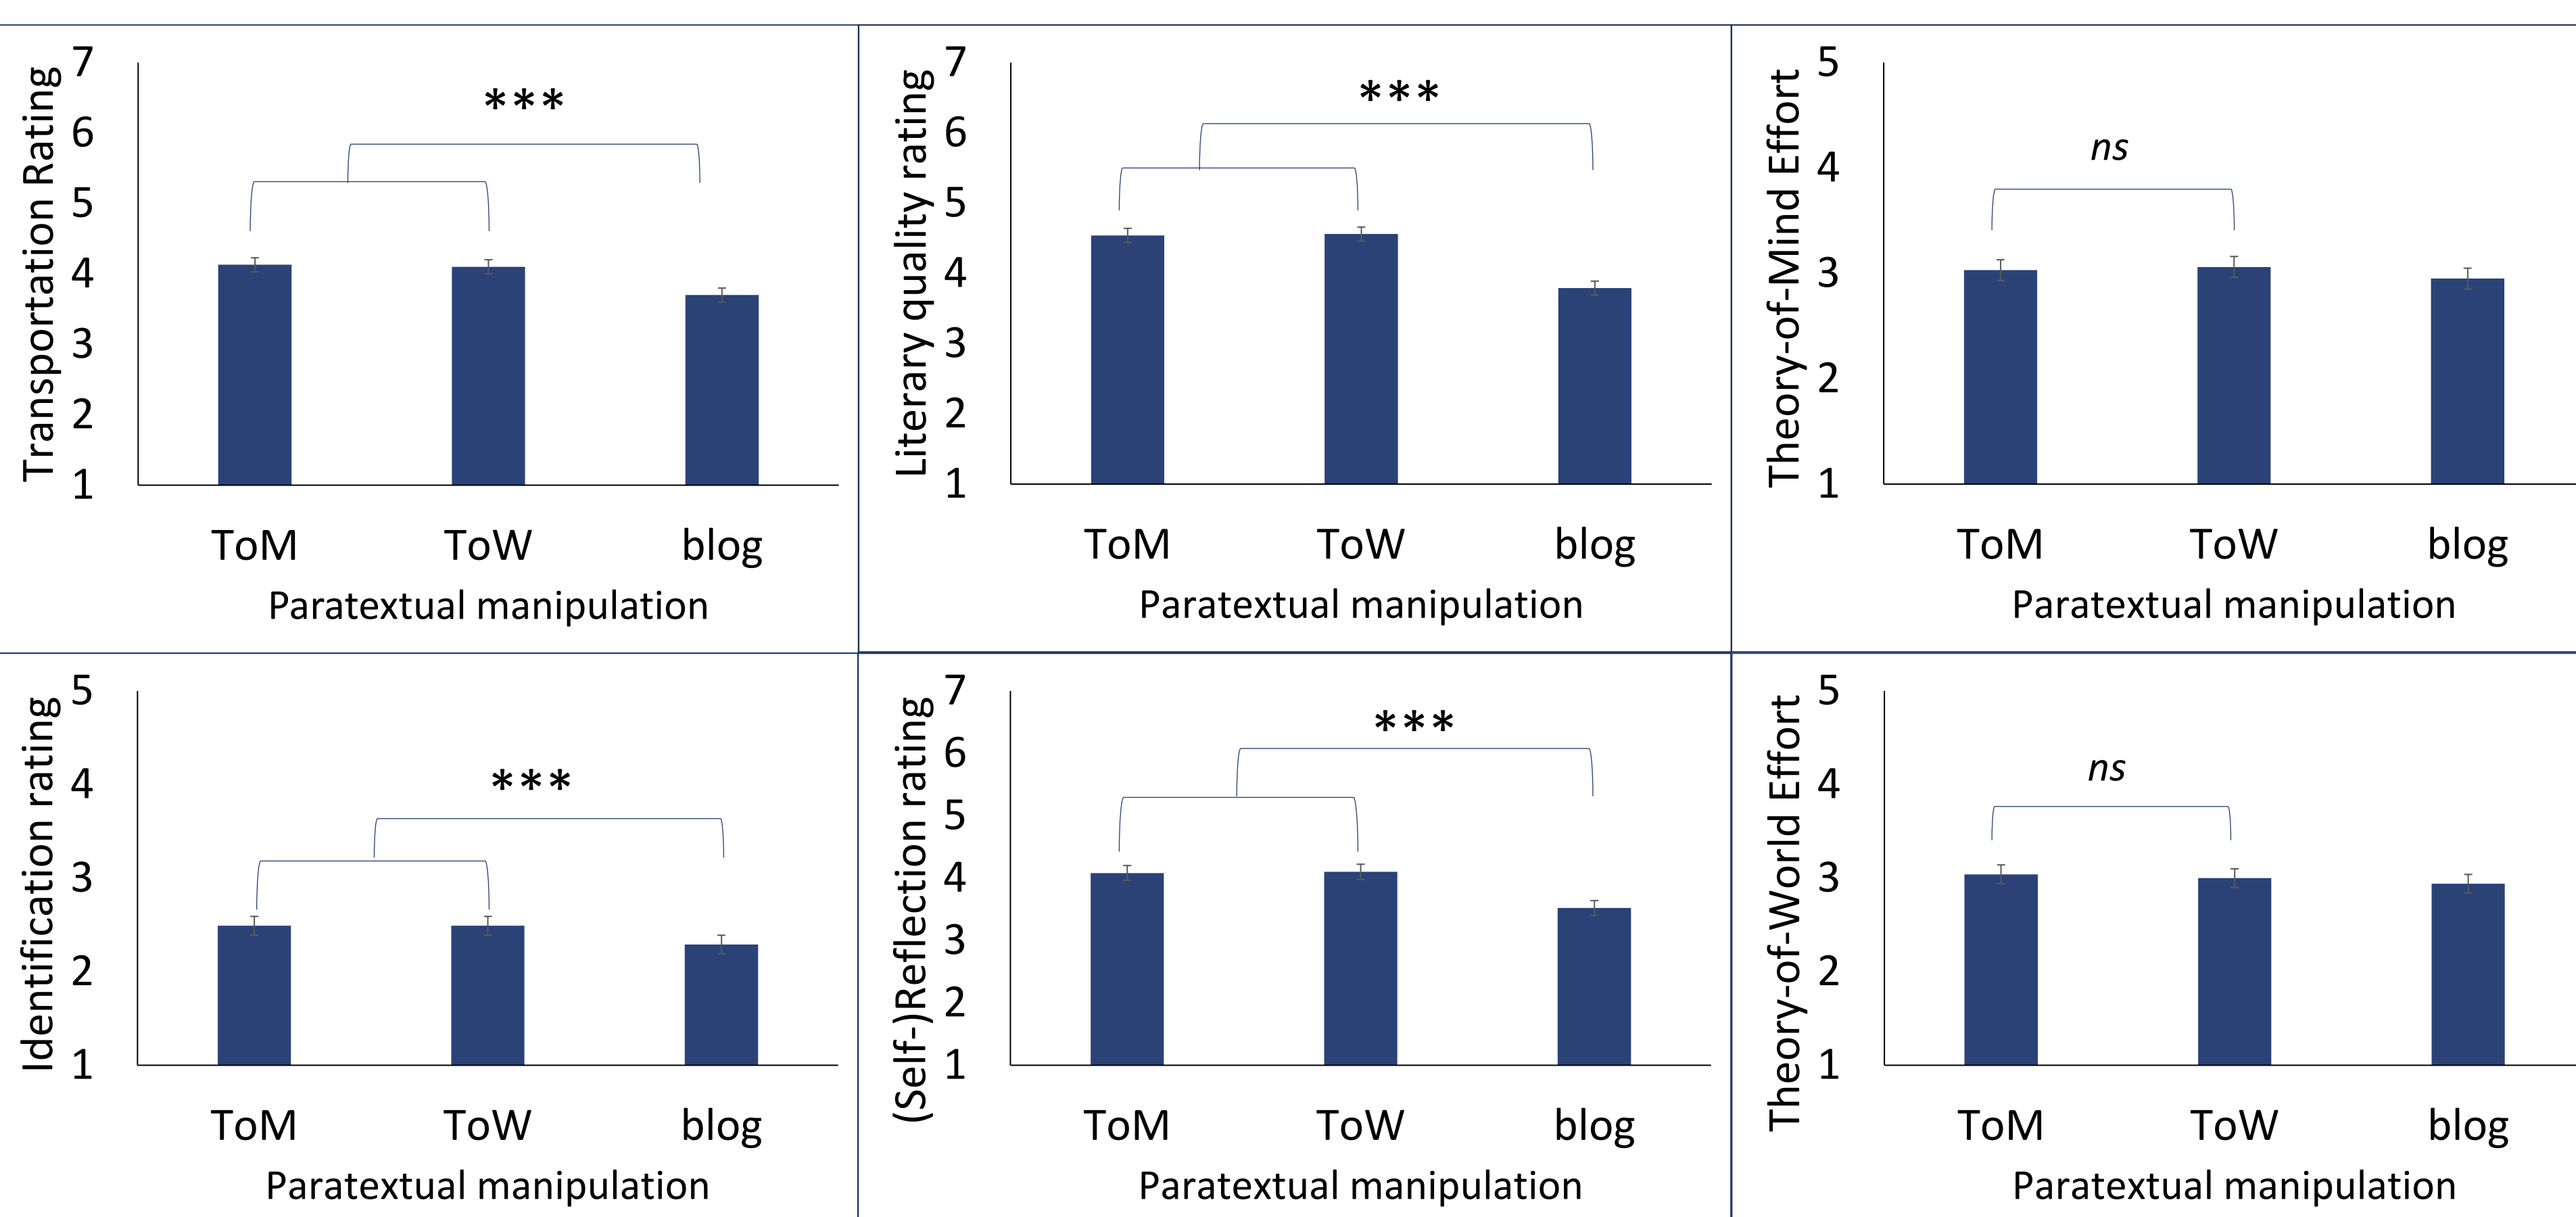 Transportation Rating
7
6
5
4
3
2
1
***
ToM ToW blog
Paratextual manipulation
Literary quality rating
7
6
5
4
3
2
1
***
ToM ToW blog
Paratextual manipulation
Theory-of-Mind Effort
5
4
3
2
1
ns
ToM ToW blog
Paratextual manipulation
Identification rating
5
4
3
2
1
***
ToM ToW blog
Paratextual manipulation
(Self-)Reflection rating
7
6
5
4
3
2
1
***
ToM ToW blog
Paratextual manipulation
Theory-of-World Effort
5
4
3
2
1
ns
ToM ToW blog
Paratextual manipulation